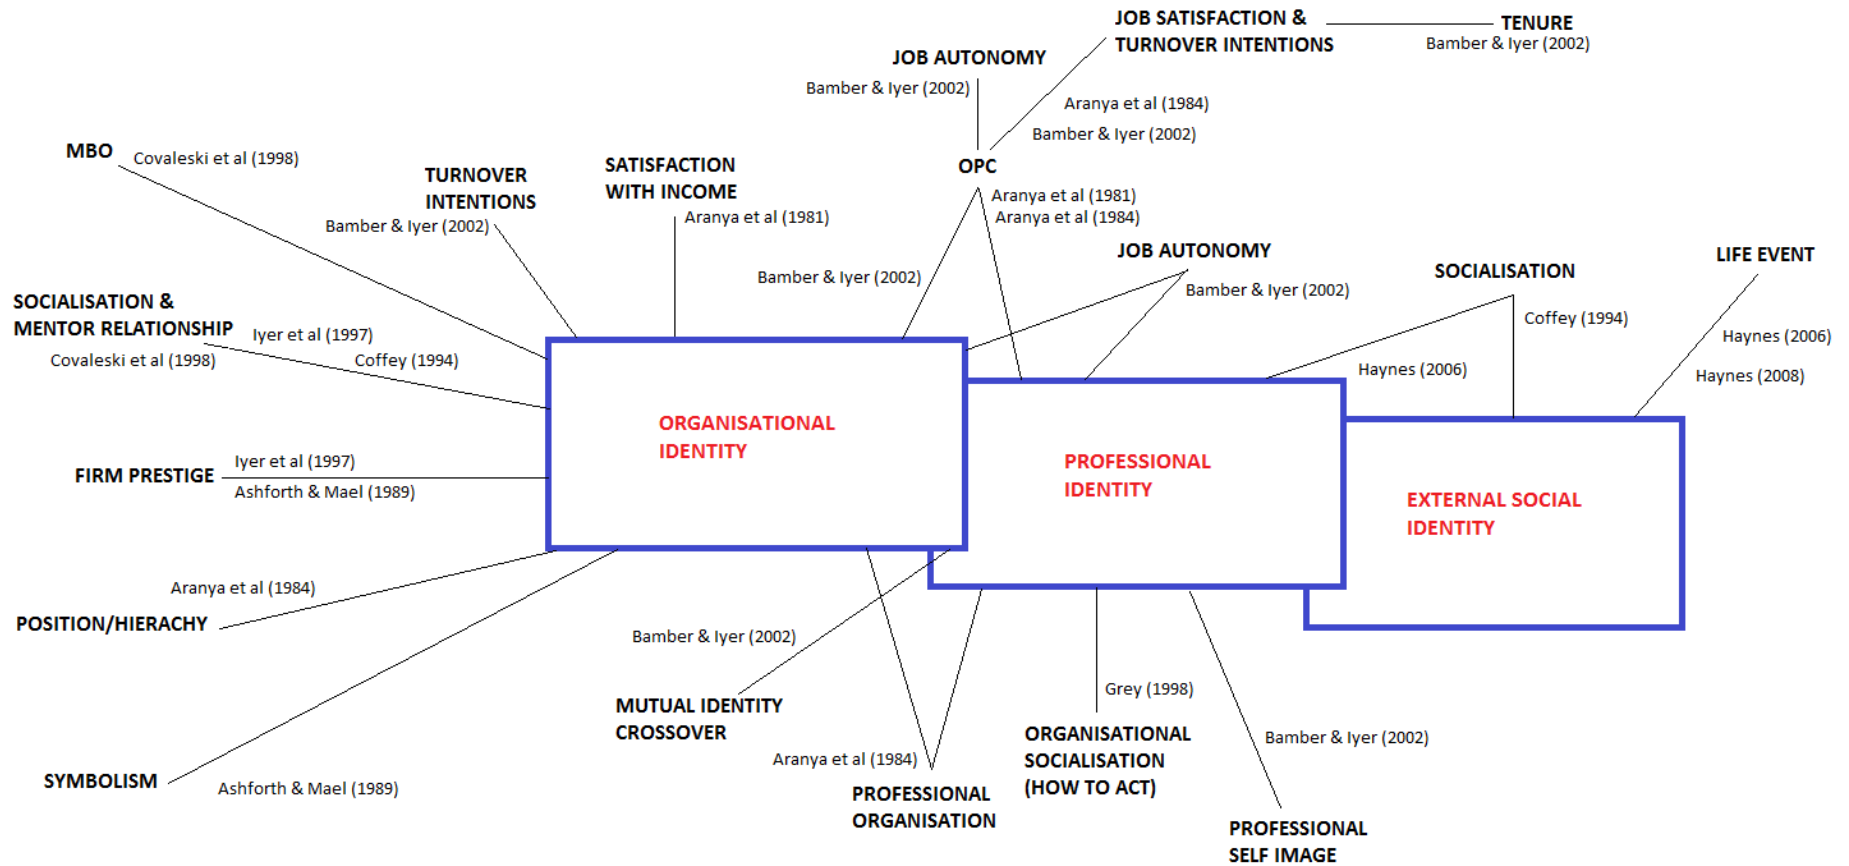 JOB SATISFACTION &
TURNOVER INTENTIONS
TENURE
Bamber & Iyer (2002)
JOB AUTONOMY
Bamber & Iyer (2002)
Aranya et al (1984)
Bamber & Iyer (2002)
MBO
Covaleski et al (1998)
TURNOVER
INTENTIONS
Bamber & Iyer (2002)
SATISFACTION
WITH INCOME
Aranya et al (1981)
OPC
Aranya et al (1981)
Aranya et al (1984)
Bamber & Iyer (2002)
JOB AUTONOMY
Bamber & Iyer (2002)
SOCIALISATION
Coffey (1994)
Haynes (2006)
LIFE EVENT
Haynes (2006)
Haynes (2008)
SOCIALISATION &
MENTOR RELATIONSHIP
Iyer et al (1997)
Covaleski et al (1998)
Coffey (1994)
ORGANISATIONAL
IDENTITY
PROFESSIONAL
IDENTITY
EXTERNAL SOCIAL
IDENTITY
FIRM PRESTIGE
Iyer et al (1997)
Ashforth & Mael (1989)
Aranya et al (1984)
POSITION/HIERACHY
SYMBOLISM
Ashforth & Mael (1989)
Bamber & Iyer (2002)
MUTUAL IDENTITY
CROSSOVER
Aranya et al (1984)
PROFESSIONAL
ORGANISATION
Grey (1998)
ORGANISATIONAL
SOCIALISATION
(HOW TO ACT)
Bamber & Iyer (2002)
PROFESSIONAL
SELF IMAGE